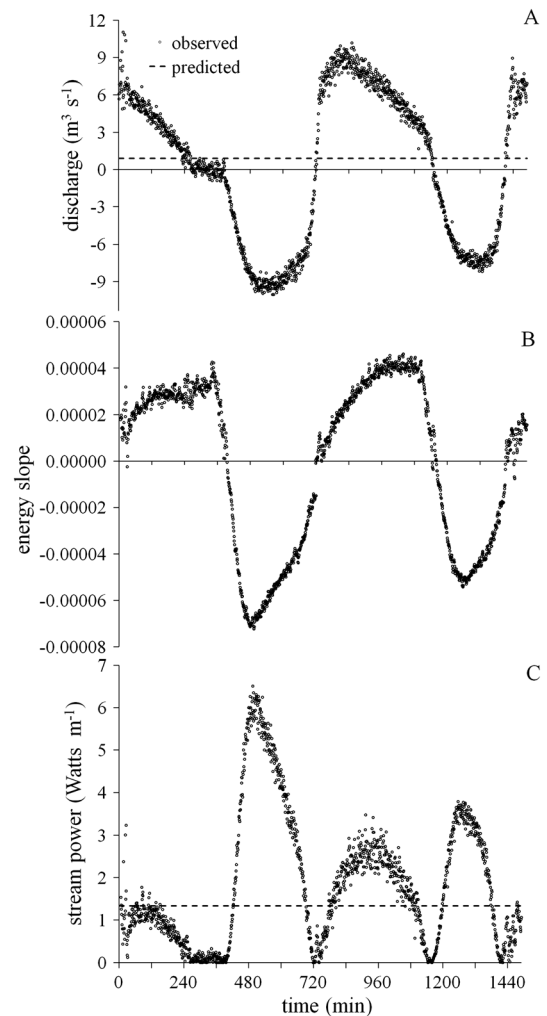 A
12
9
6
3
0
-3
-6
-9
discharge (m³ s⁻¹)
observed
predicted
B
0.00006
0.00004
0.00002
0.00000
-0.00002
-0.00004
-0.00006
-0.00008
energy slope
C
7
6
5
4
3
2
1
0
stream power (Watts m⁻¹)
0 240 480 720 960 1200 1440
time (min)